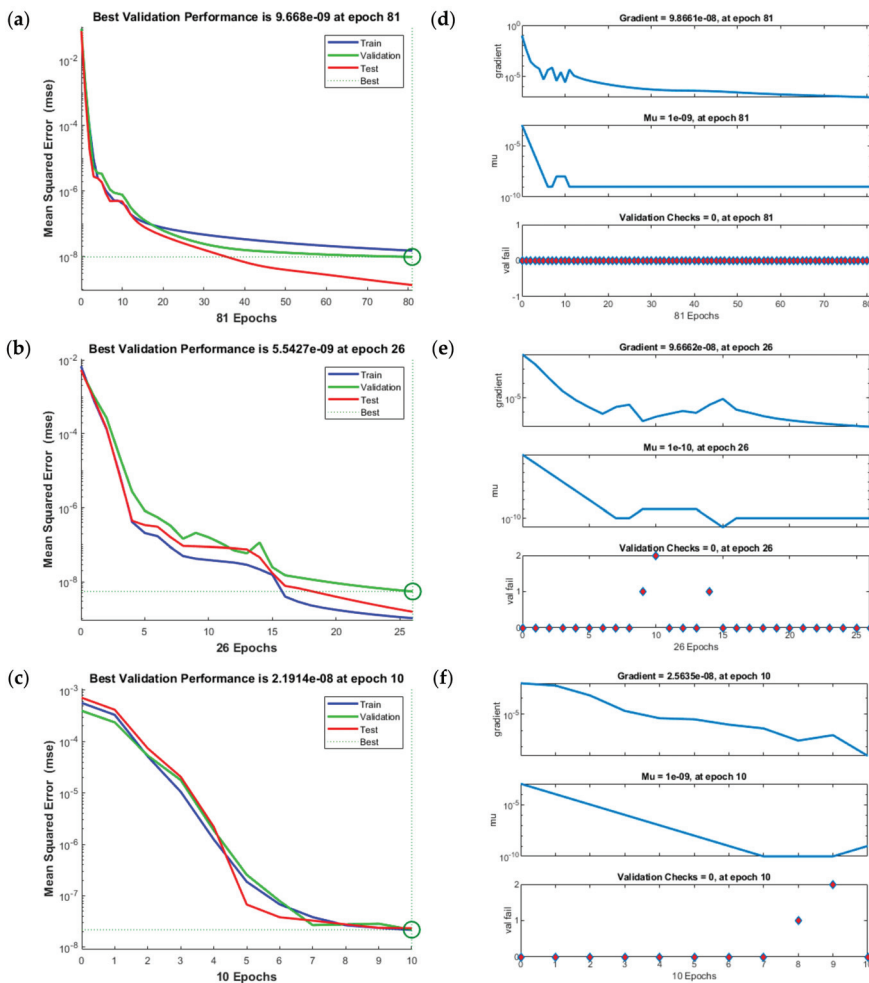 (a)
Best Validation Performance is 9.668e-09 at epoch 81
Train
Validation
Test
Best
Mean Squared Error (mse)
10-2
10-4
10-6
10-8
0 10 20 30 40 50 60 70 80
81 Epochs
(d)
Gradient = 9.8661e-08, at epoch 81
gradient
100
10-5
Mu = 1e-09, at epoch 81
mu
10-10
Validation Checks = 0, at epoch 81
val fail
1
0
-1
0 10 20 30 40 50 60 70 80
81 Epochs
(b)
Best Validation Performance is 5.5427e-09 at epoch 26
Train
Validation
Test
Best
Mean Squared Error (mse)
10-2
10-4
10-6
10-8
0 5 10 15 20 25
26 Epochs
(e)
Gradient = 9.6662e-08, at epoch 26
gradient
10-5
Mu = 1e-10, at epoch 26
mu
10-10
Validation Checks = 0, at epoch 26
val fail
2
1
0
0 5 10 15 20 25
26 Epochs
(c)
Best Validation Performance is 2.1914e-08 at epoch 10
Train
Validation
Test
Best
Mean Squared Error (mse)
10-3
10-4
10-5
10-6
10-7
10-8
0 1 2 3 4 5 6 7 8 9 10
10 Epochs
(f)
Gradient = 2.5635e-08, at epoch 10
gradient
10-5
Mu = 1e-09, at epoch 10
mu
10-5
10-10
Validation Checks = 0, at epoch 10
val fail
2
1
0
0 1 2 3 4 5 6 7 8 9 10
10 Epochs